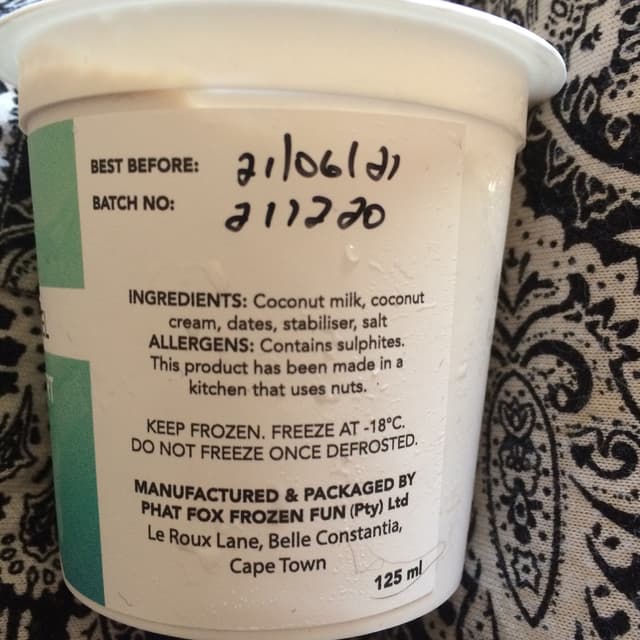 BEST BEFORE: 21/06/21
BATCH NO: 211220
INGREDIENTS: Coconut milk, coconut
cream, dates, stabiliser, salt
ALLERGENS: Contains sulphites.
This product has been made in a
kitchen that uses nuts.
KEEP FROZEN. FREEZE AT -18°C.
DO NOT FREEZE ONCE DEFROSTED.
MANUFACTURED & PACKAGED BY
PHAT FOX FROZEN FUN (Pty) Ltd
Le Roux Lane, Belle Constantia,
Cape Town
125 ml